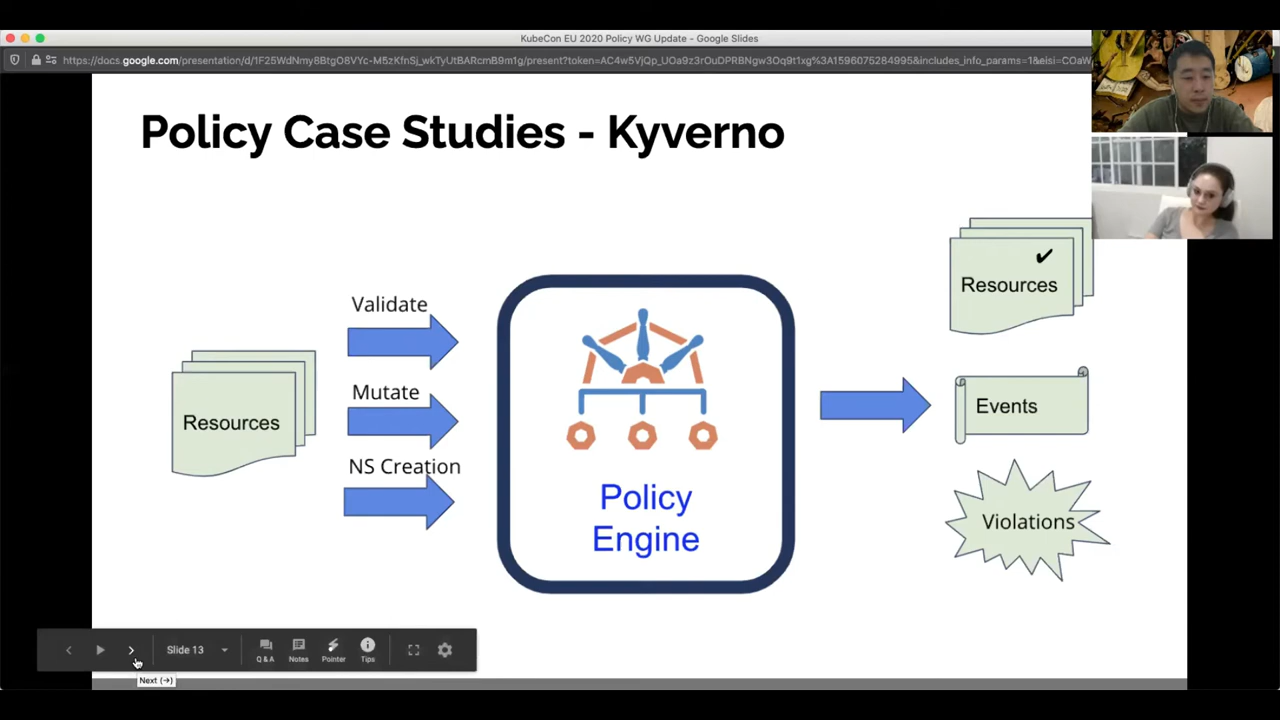 KubeCon EU 2020 Policy WG Update - Google Slides
Policy Case Studies - Kyverno
Validate
Mutate
NS Creation
Resources
Policy
Engine
✔
Resources
Events
Violations
Slide 13
Q & A
Notes
Pointer
Tips
Next (→)